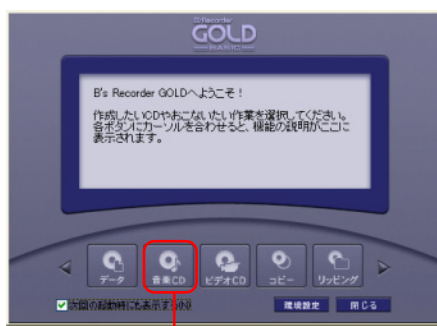 B's Recorder
GOLD
BASIC
B's Recorder GOLDへようこそ！
作成したいCDやおこないたい作業を選択してください。
各ボタンにカーソルを合わせると、機能の説明がここに
表示されます。
データ
音楽CD
ビデオCD
コピー
リッピング
次回の起動時にも表示する(X)
環境設定
閉じる